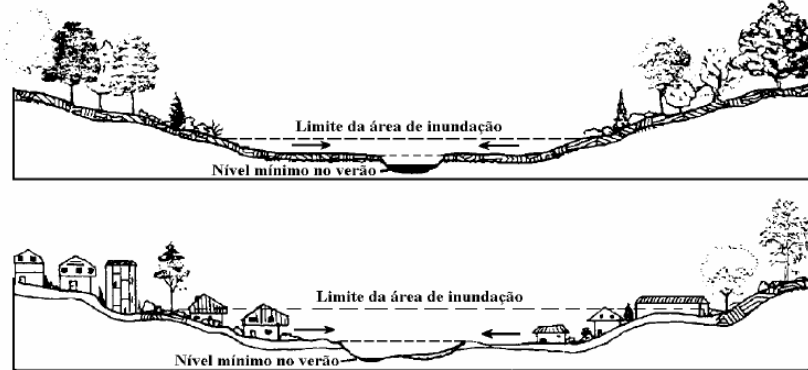 Limite da área de inundação
Nível mínimo no verão
Limite da área de inundação
Nível mínimo no verão